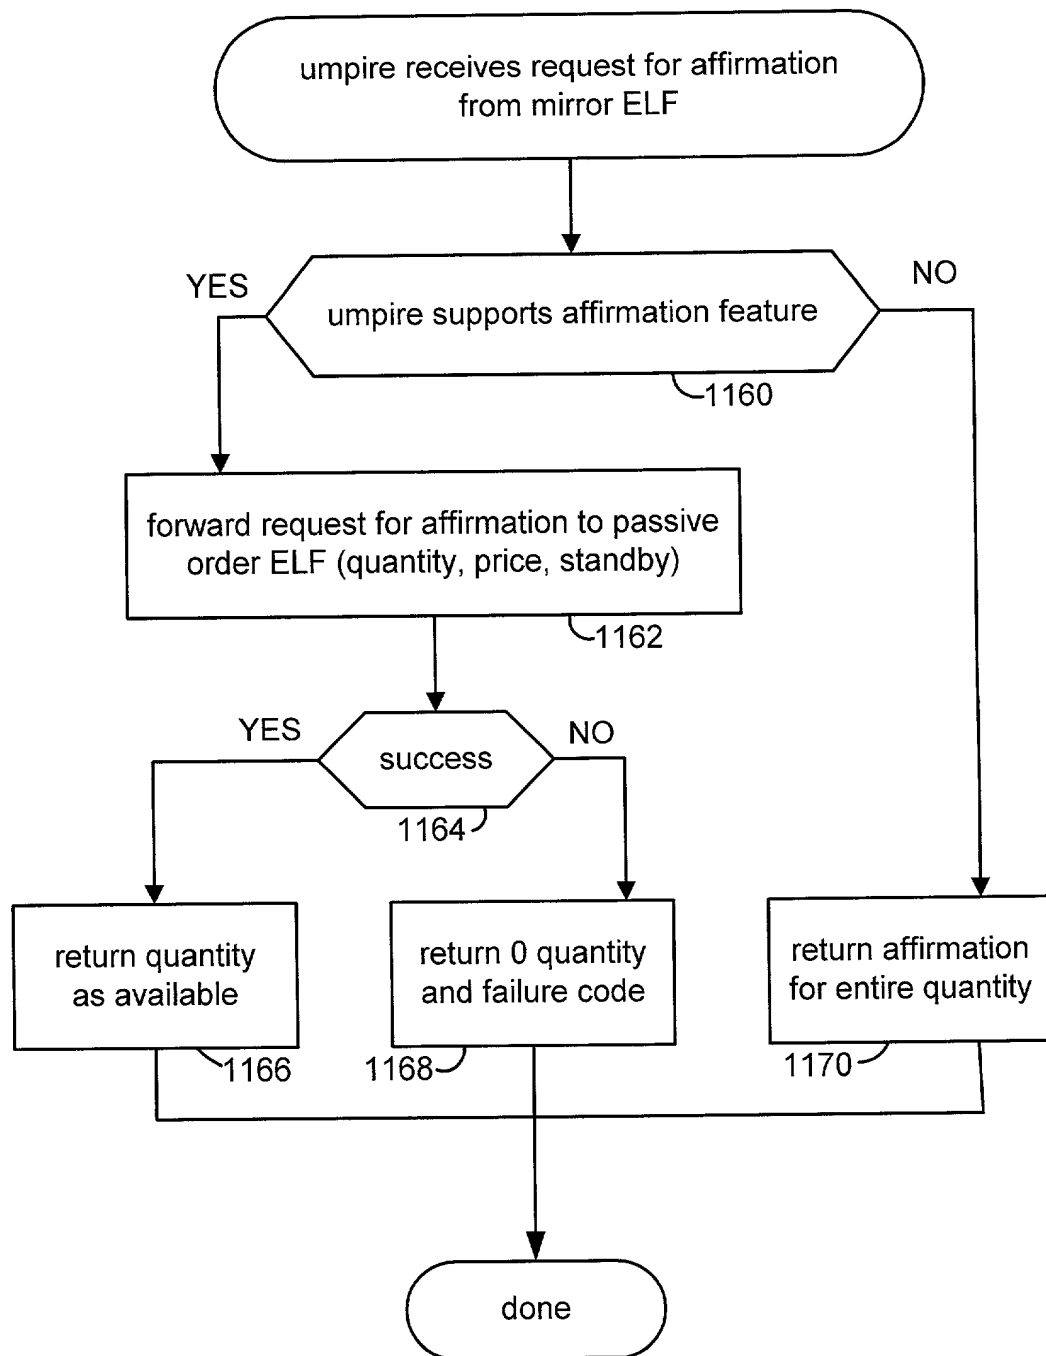 umpire receives request for affirmation
from mirror ELF
YES
NO
umpire supports affirmation feature
1160
forward request for affirmation to passive
order ELF (quantity, price, standby)
1162
YES
NO
success
1164
return quantity
as available
1166
return 0 quantity
and failure code
1168
return affirmation
for entire quantity
1170
done